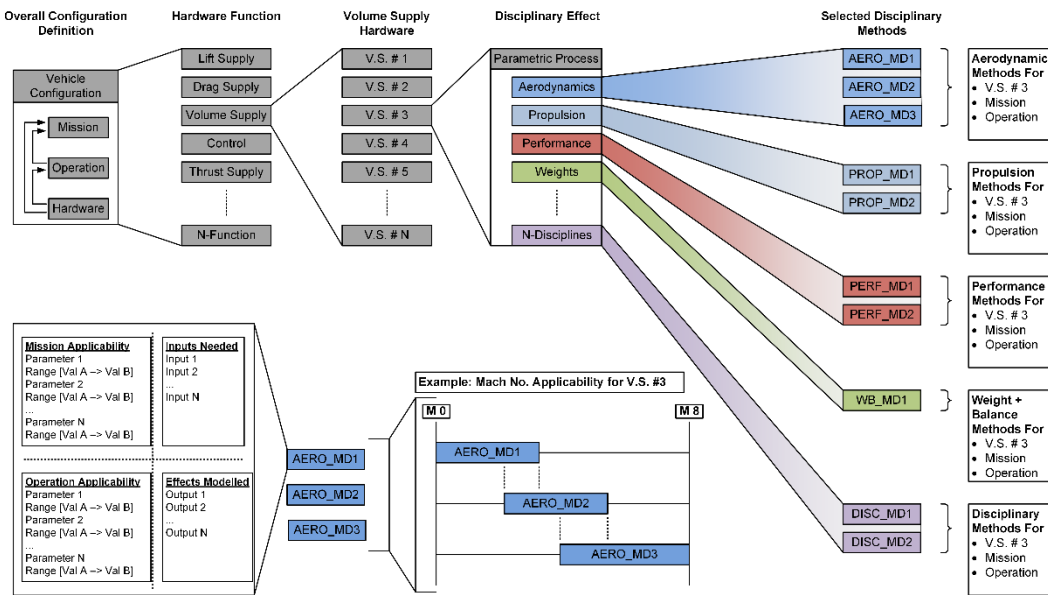 Overall Configuration
Definition
Hardware Function
Volume Supply
Hardware
Disciplinary Effect
Selected Disciplinary
Methods
Vehicle
Configuration
Mission
Operation
Hardware
Lift Supply
Drag Supply
Volume Supply
Control
Thrust Supply
N-Function
V.S. # 1
V.S. # 2
V.S. # 3
V.S. # 4
V.S. # 5
V.S. # N
Parametric Process
Aerodynamics
Propulsion
Performance
Weights
N-Disciplines
AERO_MD1
AERO_MD2
AERO_MD3
PROP_MD1
PROP_MD2
PERF_MD1
PERF_MD2
WB_MD1
DISC_MD1
DISC_MD2
Aerodynamic
Methods For
• V.S. # 3
• Mission
• Operation
Propulsion
Methods For
• V.S. # 3
• Mission
• Operation
Performance
Methods For
• V.S. # 3
• Mission
• Operation
Weight +
Balance
Methods For
• V.S. # 3
• Mission
• Operation
Disciplinary
Methods For
• V.S. # 3
• Mission
• Operation
Mission Applicability
Parameter 1
Range [Val A –> Val B]
Parameter 2
Range [Val A –> Val B]
...
Parameter N
Range [Val A –> Val B]
Inputs Needed
Input 1
Input 2
...
Input N
Operation Applicability
Parameter 1
Range [Val A –> Val B]
Parameter 2
Range [Val A –> Val B]
...
Parameter N
Range [Val A –> Val B]
Effects Modelled
Output 1
Output 2
...
Output N
AERO_MD1
AERO_MD2
AERO_MD3
Example: Mach No. Applicability for V.S. #3
M 0
M 8
AERO_MD1
AERO_MD2
AERO_MD3